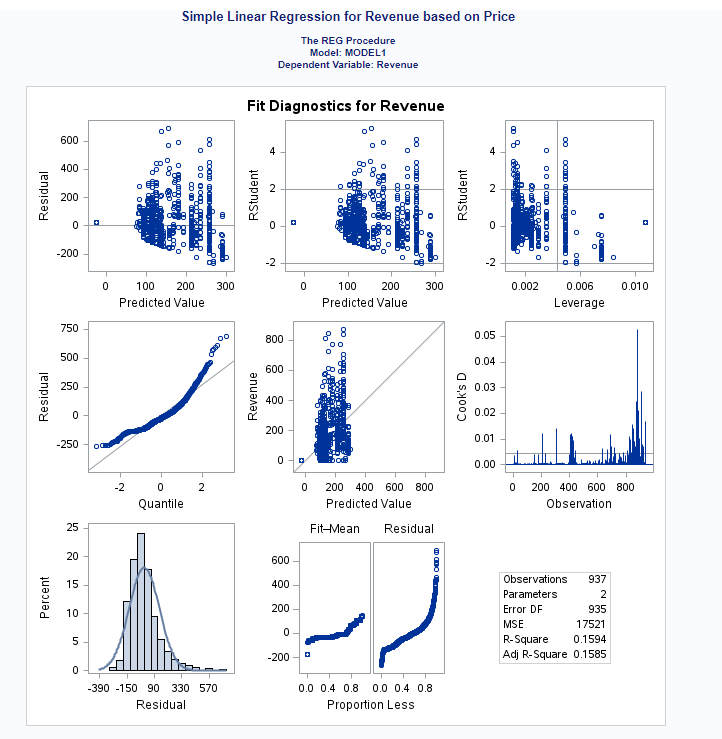 Simple Linear Regression for Revenue based on Price
The REG Procedure
Model: MODEL1
Dependent Variable: Revenue
Fit Diagnostics for Revenue
Residual
600
400
200
0
-200
0 100 200 300
Predicted Value
RStudent
4
2
0
-2
0 100 200 300
Predicted Value
RStudent
4
2
0
-2
0.002 0.006 0.010
Leverage
Residual
750
500
250
0
-250
-2 0 2
Quantile
Revenue
800
600
400
200
0
0 200 400 600 800
Predicted Value
Cook's D
0.05
0.04
0.03
0.02
0.01
0.00
0 200 400 600 800
Observation
Percent
25
20
15
10
5
0
-390 -150 90 330 570
Residual
Fit–Mean Residual
600
400
200
0
-200
0.0 0.4 0.8 0.0 0.4 0.8
Proportion Less
Observations 937
Parameters 2
Error DF 935
MSE 17521
R-Square 0.1594
Adj R-Square 0.1585